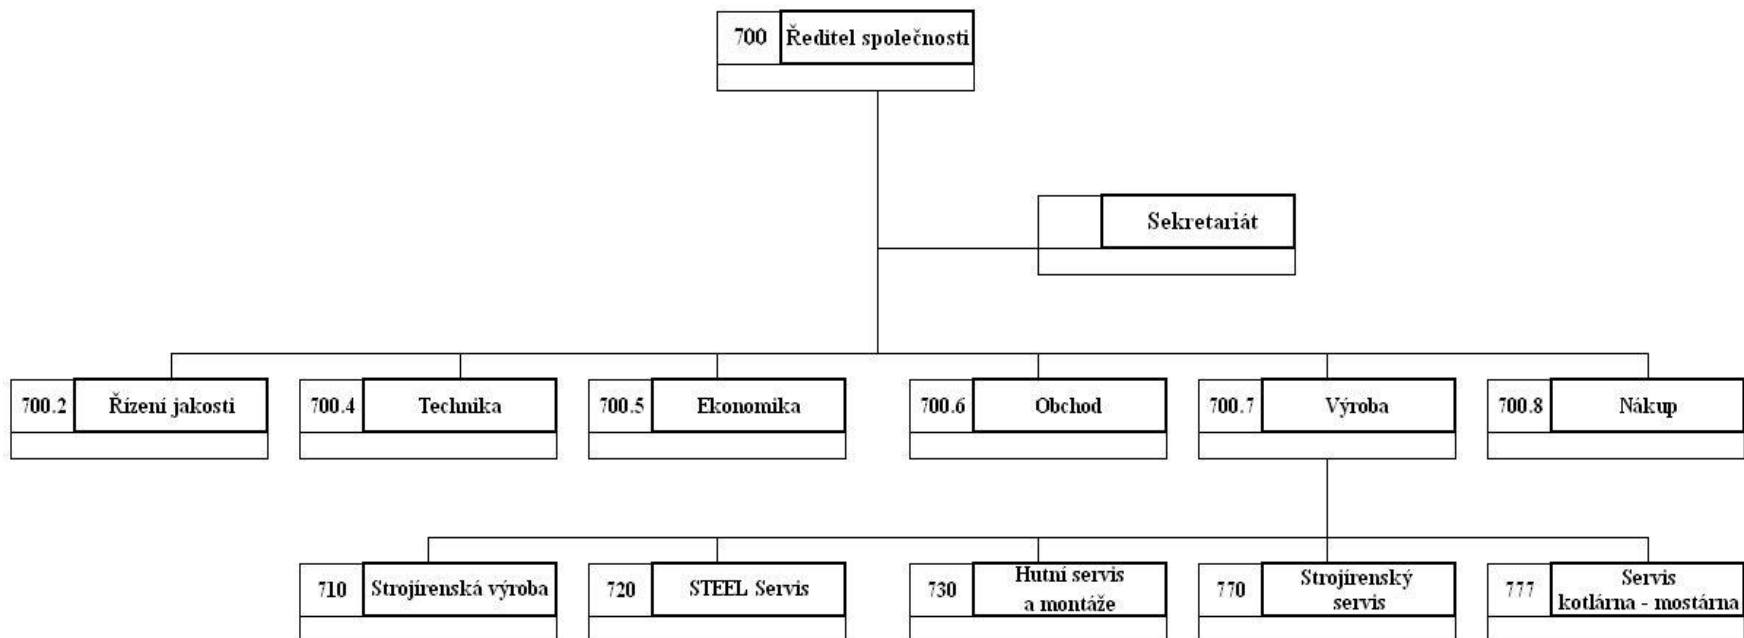 700 Ředitel společnosti
Sekretariát
700.2 Řízení jakosti
700.4 Technika
700.5 Ekonomika
700.6 Obchod
700.7 Výroba
700.8 Nákup
710 Strojírenská výroba
720 STEEL Servis
730 Hutní servis
a montáže
770 Strojírenský
servis
777 Servis
kotlárna - mostárna